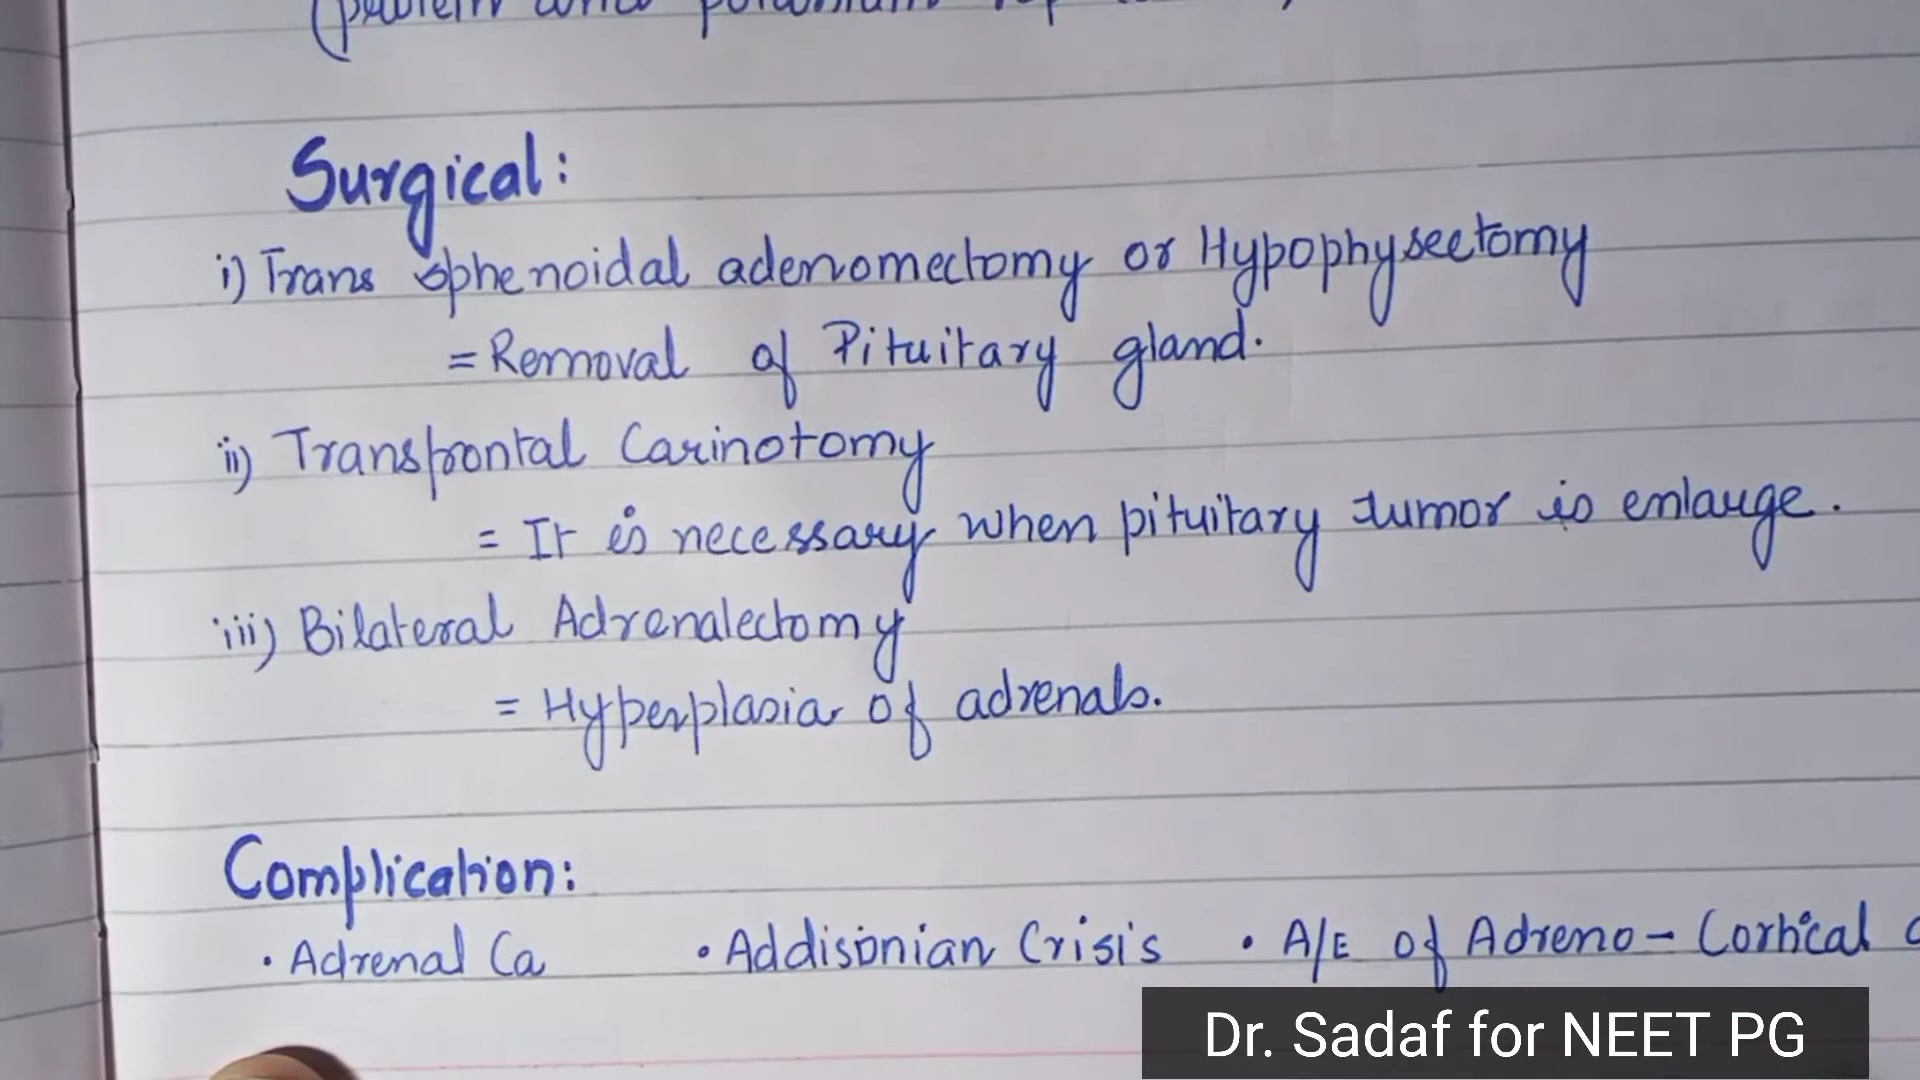 Surgical:
i) Trans sphenoidal adenomectomy or Hypophysectomy
= Removal of Pituitary gland.
ii) Transfrontal Carinotomy
= It is necessary when pituitary tumor is enlarge.
iii) Bilateral Adrenalectomy
= Hyperplasia of adrenals.
Complication:
• Adrenal Ca • Addisonian Crisis • A/E of Adreno-Cortical
Dr. Sadaf for NEET PG